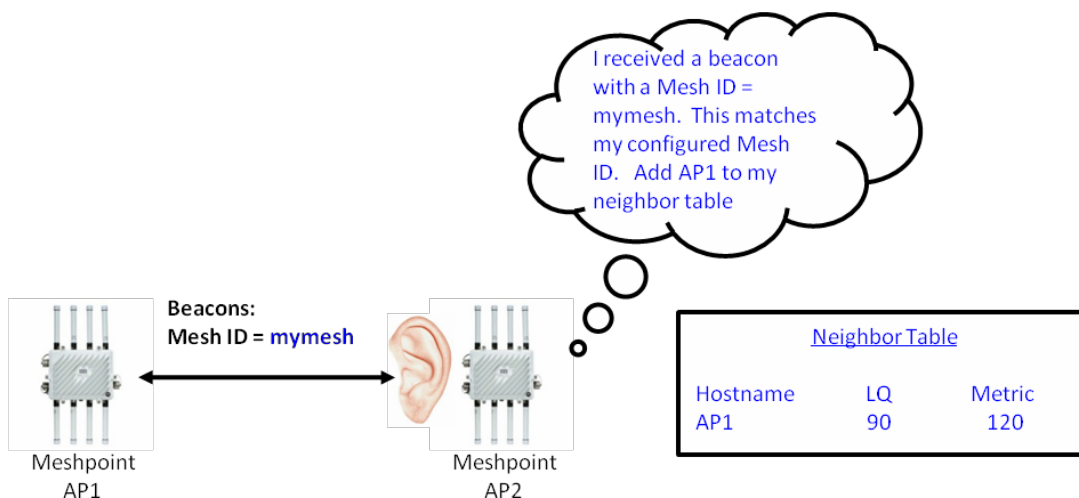 I received a beacon
with a Mesh ID =
mymesh. This matches
my configured Mesh
ID. Add AP1 to my
neighbor table
Beacons:
Mesh ID = mymesh
Meshpoint
AP1
Meshpoint
AP2
Neighbor Table
Hostname LQ Metric
AP1 90 120